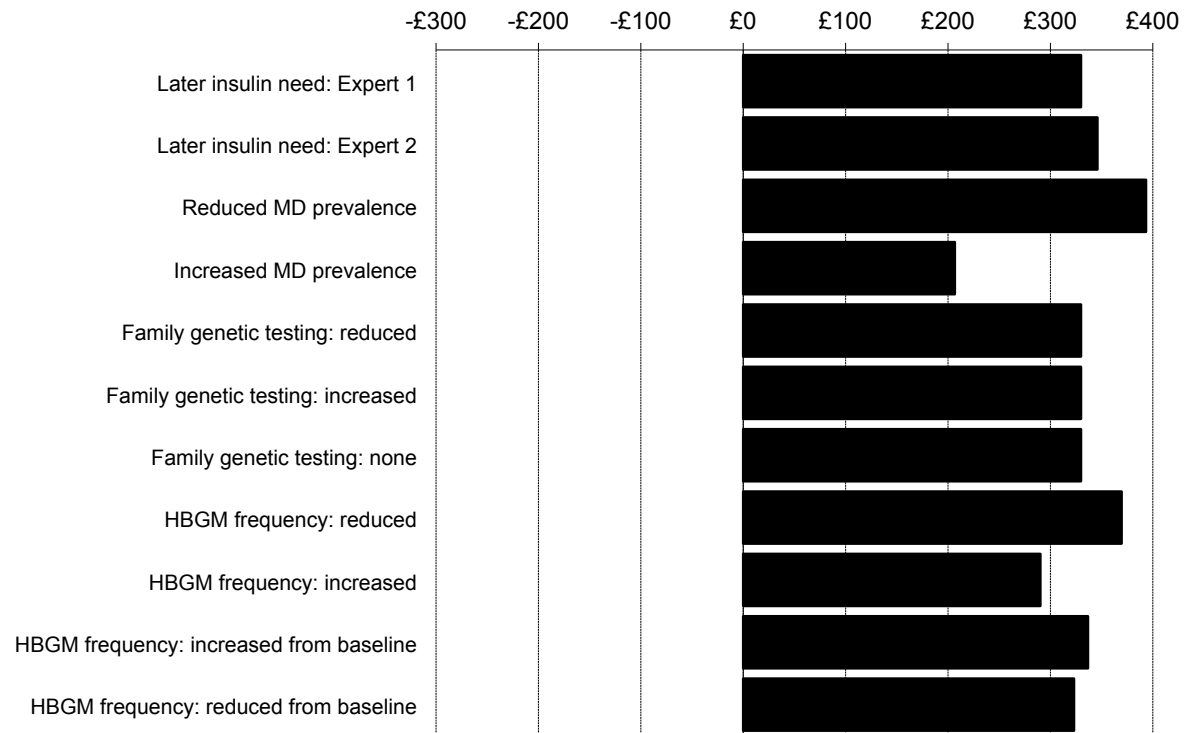 -£300 -£200 -£100 £0 £100 £200 £300 £400
Later insulin need: Expert 1
Later insulin need: Expert 2
Reduced MD prevalence
Increased MD prevalence
Family genetic testing: reduced
Family genetic testing: increased
Family genetic testing: none
HBGM frequency: reduced
HBGM frequency: increased
HBGM frequency: increased from baseline
HBGM frequency: reduced from baseline